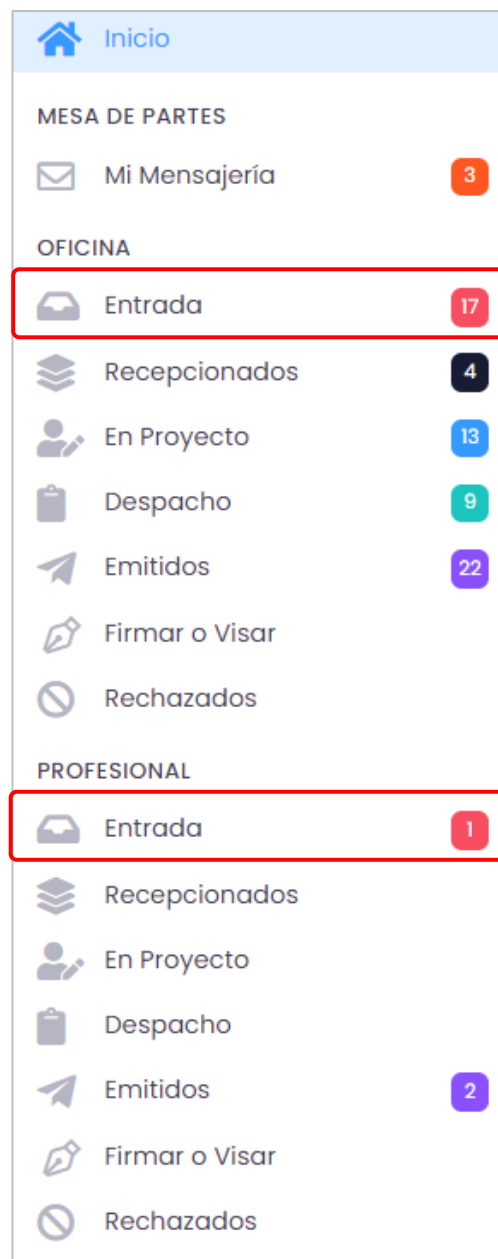 Inicio
MESA DE PARTES
Mi Mensajería 3
OFICINA
Entrada 17
Recepcionados 4
En Proyecto 13
Despacho 9
Emitidos 22
Firmar o Visar
Rechazados
PROFESIONAL
Entrada 1
Recepcionados
En Proyecto
Despacho
Emitidos 2
Firmar o Visar
Rechazados